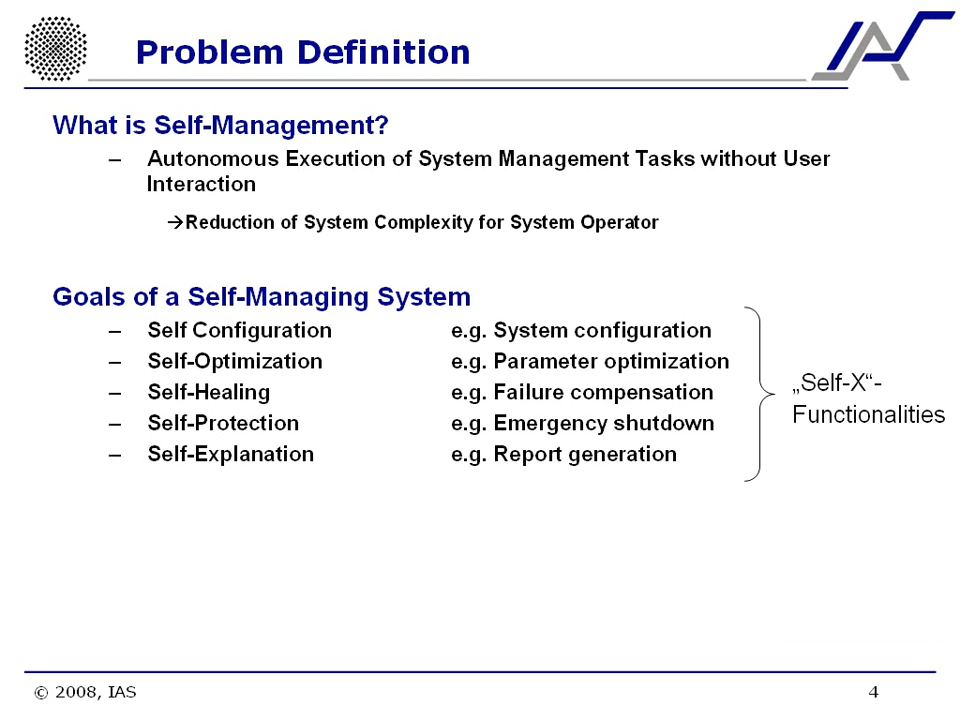 Problem Definition
What is Self-Management?
– Autonomous Execution of System Management Tasks without User
Interaction
→Reduction of System Complexity for System Operator
Goals of a Self-Managing System
– Self Configuration e.g. System configuration
– Self-Optimization e.g. Parameter optimization
– Self-Healing e.g. Failure compensation
– Self-Protection e.g. Emergency shutdown
– Self-Explanation e.g. Report generation
„Self-X“-
Functionalities
© 2008, IAS
4